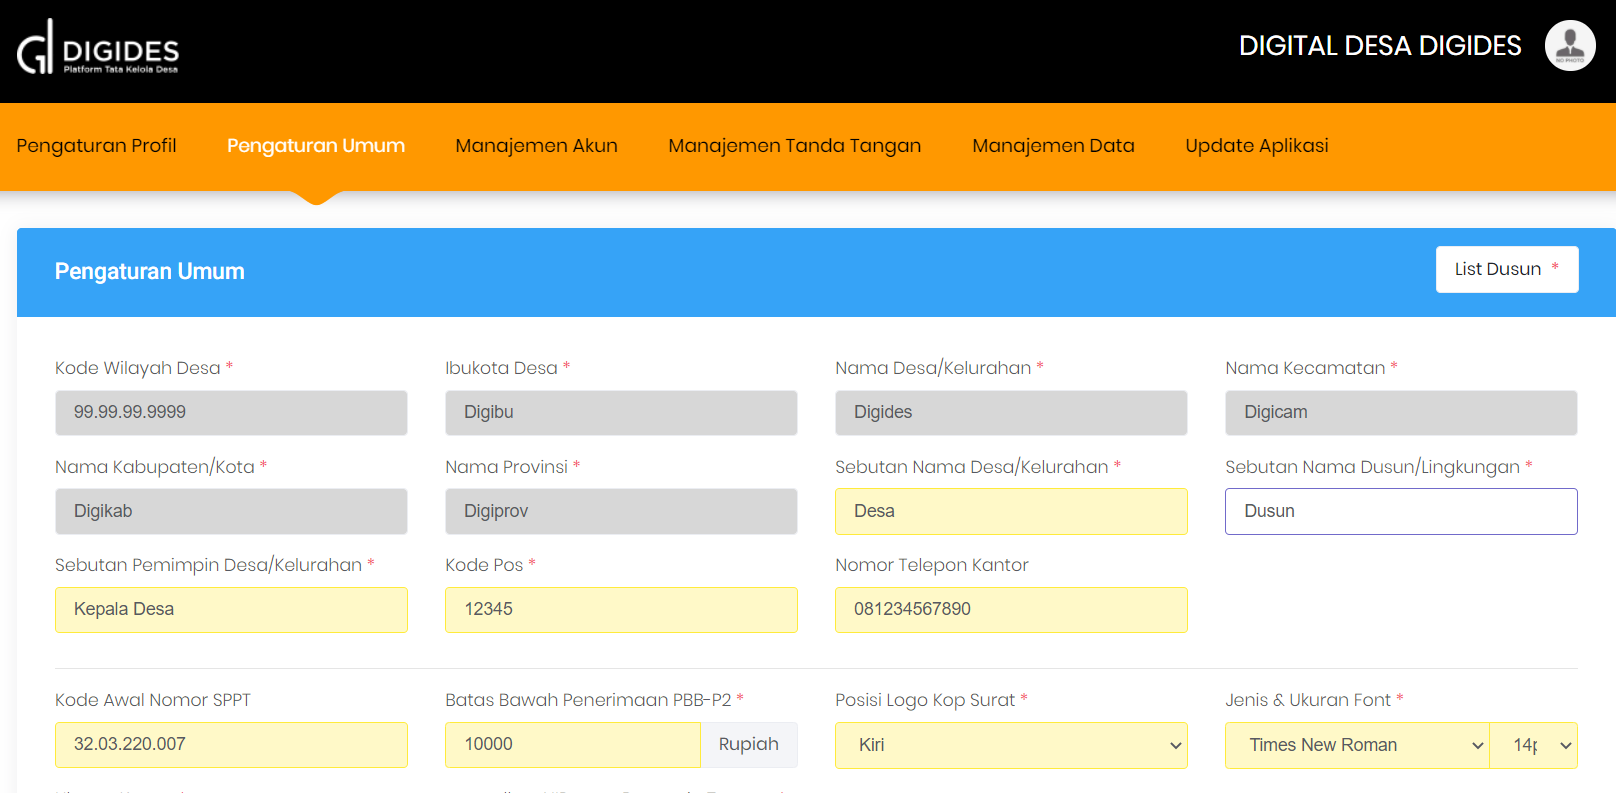 DIGIDES
Platform Tata Kelola Desa
DIGITAL DESA DIGIDES
NO PHOTO
Pengaturan Profil Pengaturan Umum Manajemen Akun Manajemen Tanda Tangan Manajemen Data Update Aplikasi
Pengaturan Umum
List Dusun *
Kode Wilayah Desa * Ibukota Desa * Nama Desa/Kelurahan * Nama Kecamatan *
99.99.99.9999 Digibu Digides Digicam
Nama Kabupaten/Kota * Nama Provinsi * Sebutan Nama Desa/Kelurahan * Sebutan Nama Dusun/Lingkungan *
Digikab Digiprov Desa Dusun
Sebutan Pemimpin Desa/Kelurahan * Kode Pos * Nomor Telepon Kantor
Kepala Desa 12345 081234567890
Kode Awal Nomor SPPT Batas Bawah Penerimaan PBB-P2 * Posisi Logo Kop Surat * Jenis & Ukuran Font *
32.03.220.007 10000 Rupiah Kiri Times New Roman 14